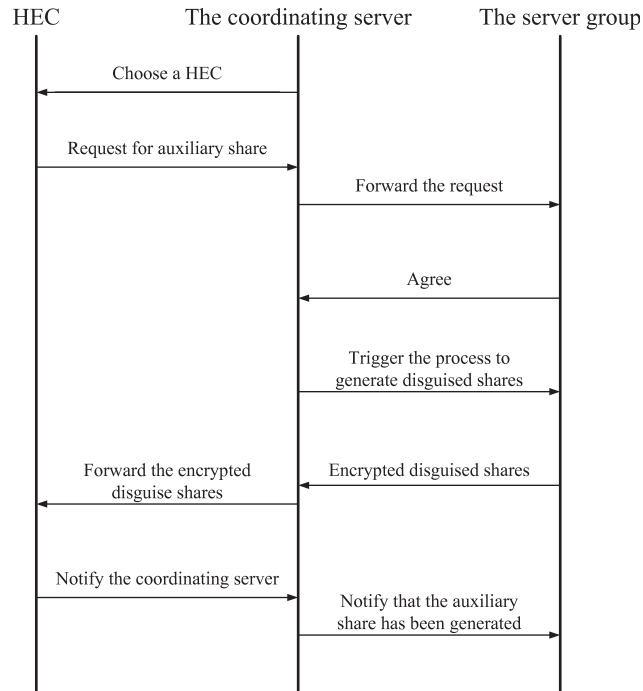 HEC
The coordinating server
The server group
Choose a HEC
Request for auxiliary share
Forward the request
Agree
Trigger the process to
generate disguised shares
Encrypted disguised shares
Forward the encrypted
disguise shares
Notify the coordinating server
Notify that the auxiliary
share has been generated